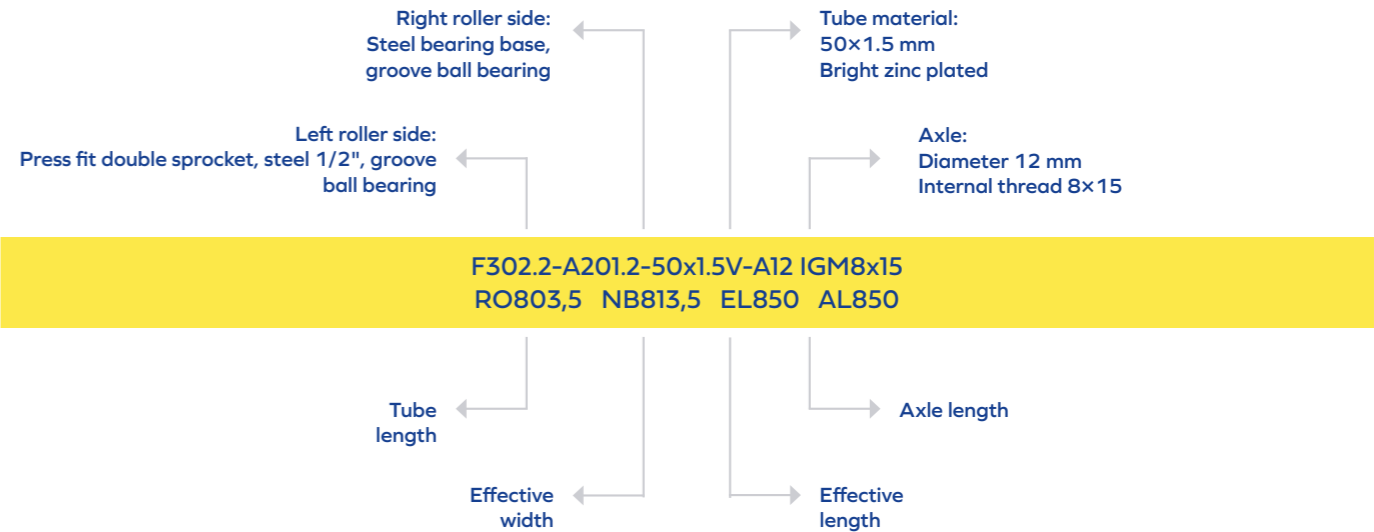 Right roller side:
Steel bearing base,
groove ball bearing
Tube material:
50×1.5 mm
Bright zinc plated
Left roller side:
Press fit double sprocket, steel 1/2", groove
ball bearing
Axle:
Diameter 12 mm
Internal thread 8×15
F302.2-A201.2-50x1.5V-A12 IGM8x15
RO803,5 NB813,5 EL850 AL850
Tube
length
Axle length
Effective
width
Effective
length